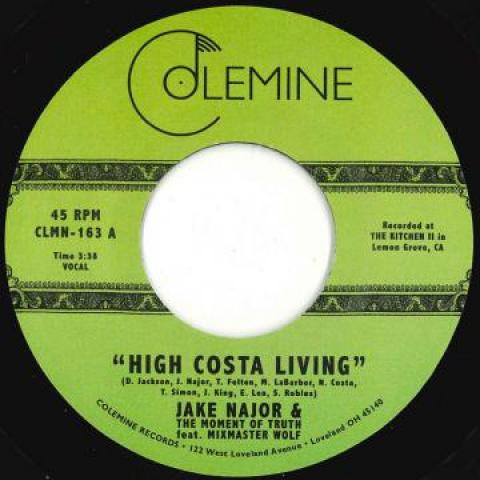 COLEMINE
45 RPM
CLMN-163 A
Time 3:38
VOCAL
Recorded at
THE KITCHEN II in
Lemon Grove, CA
"HIGH COSTA LIVING"
(D. Jackson, J. Najor, T. Felten, M. LaBarber, N. Costa,
T. Simon, J. King, E. Leo, S. Robles)
JAKE NAJOR &
THE MOMENT OF TRUTH
feat. MIXMASTER WOLF
COLEMINE RECORDS • 122 West Loveland Avenue • Loveland OH 45140